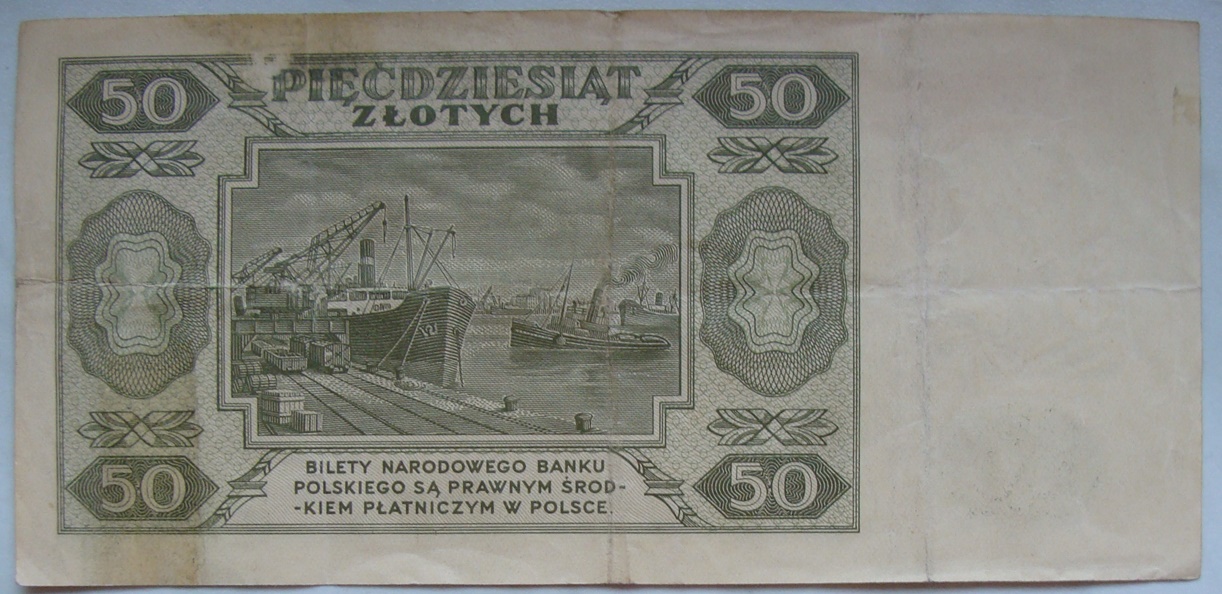 50 PIĘĆDZIESIĄT 50
ZŁOTYCH
50 BILETY NARODOWEGO BANKU 50
POLSKIEGO SĄ PRAWNYM ŚROD-
-KIEM PŁATNICZYM W POLSCE.